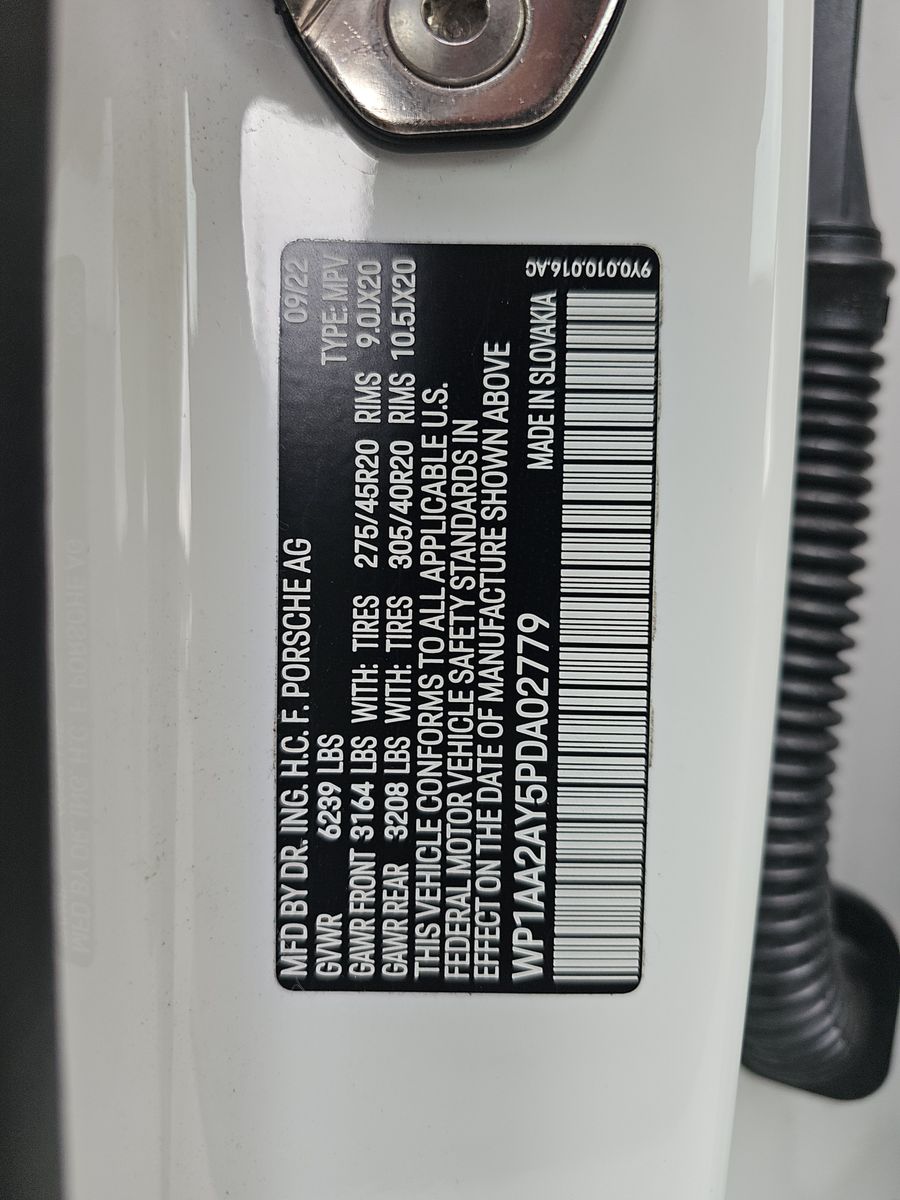 MFD BY DR. ING. H.C. F. PORSCHE AG 09/22
GVWR 6239 LBS TYPE: MPV
GAWR FRONT 3164 LBS WITH: TIRES 275/45R20 RIMS 9.0JX20
GAWR REAR 3208 LBS WITH: TIRES 305/40R20 RIMS 10.5JX20
THIS VEHICLE CONFORMS TO ALL APPLICABLE U.S.
FEDERAL MOTOR VEHICLE SAFETY STANDARDS IN
EFFECT ON THE DATE OF MANUFACTURE SHOWN ABOVE
WP1AA2AY5PDA02779 MADE IN SLOVAKIA
9Y0.010.016.AC